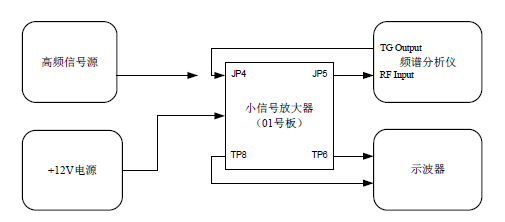 高频信号源
+12V电源
JP4
JP5
小信号放大器
(01号板)
TP8
TP6
TG Output
频谱分析仪
RF Input
示波器